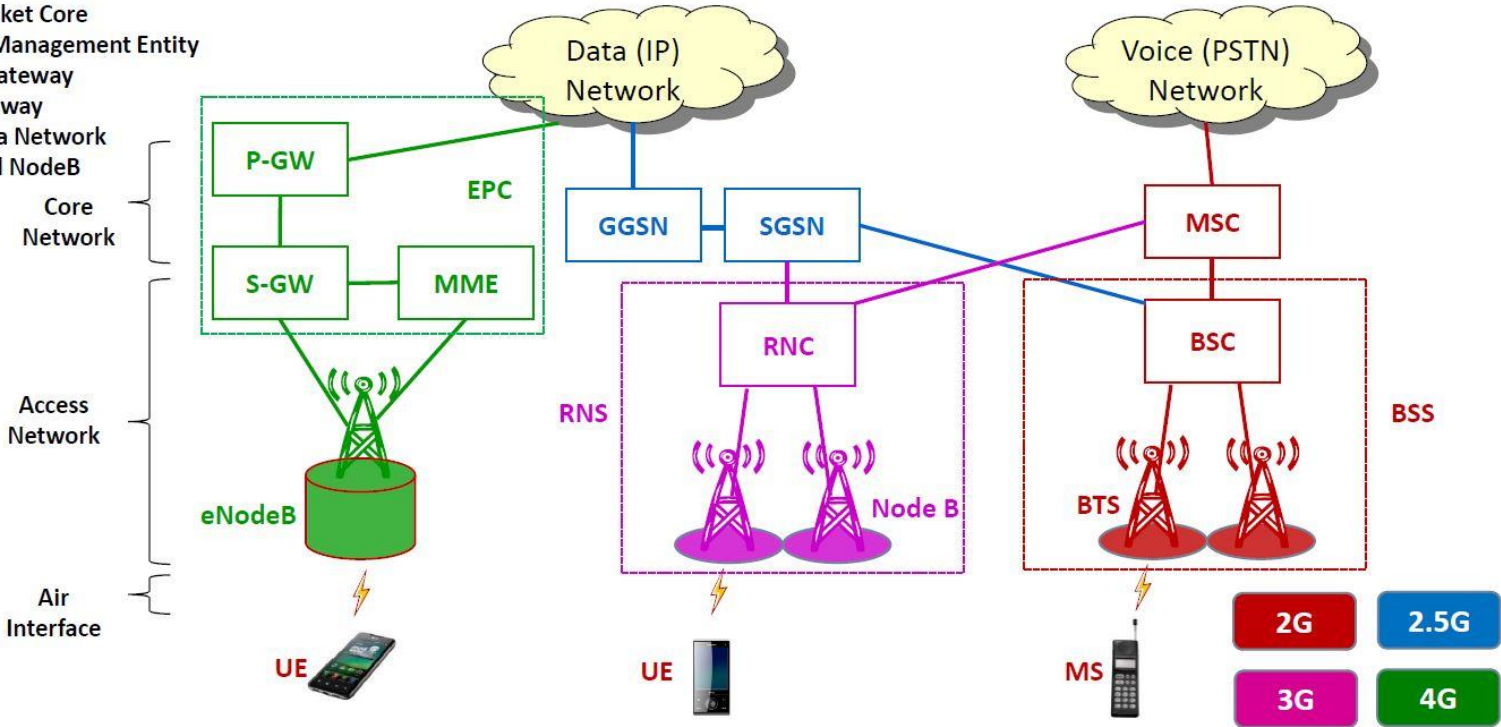 ket Core
Management Entity
ateway
way
a Network
NodeB
Data (IP)
Network
Voice (PSTN)
Network
P-GW
EPC
Core
Network
GGSN
SGSN
MSC
S-GW
MME
RNC
BSC
Access
Network
RNS
BSS
eNodeB
Node B
BTS
Air
Interface
UE
UE
MS
2G
2.5G
3G
4G